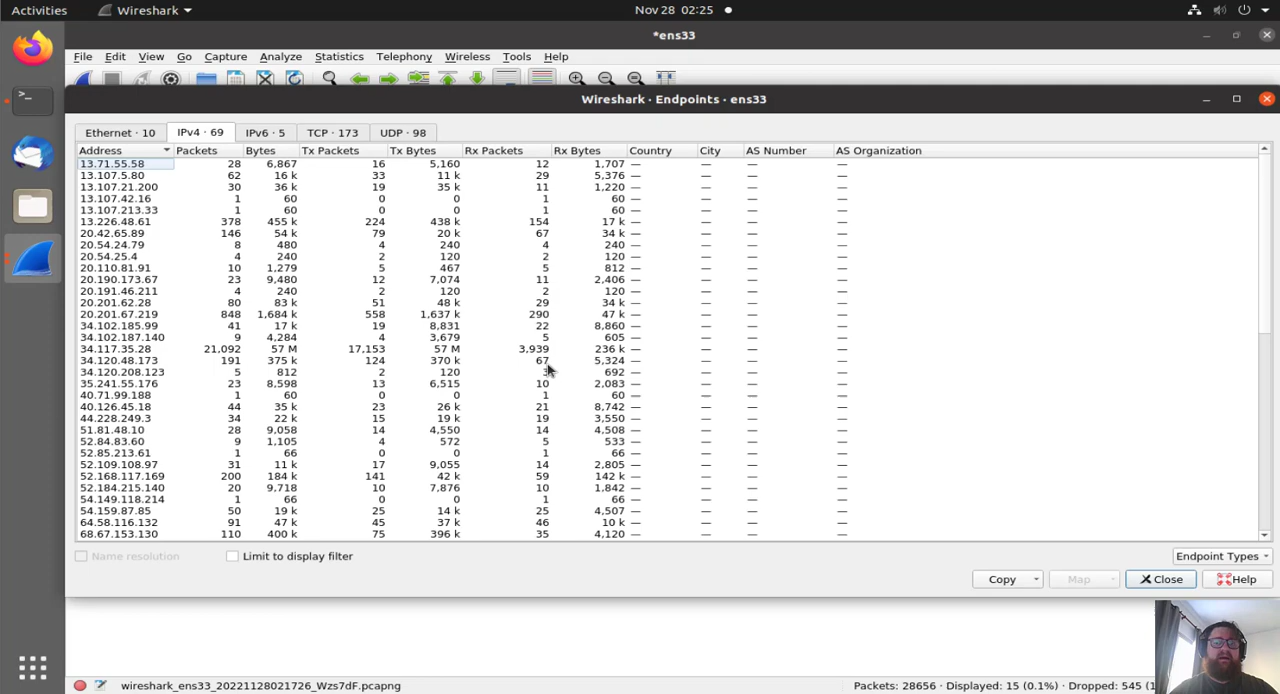 Activities Wireshark Nov 28 02:25
*ens33
File Edit View Go Capture Analyze Statistics Telephony Wireless Tools Help
Wireshark · Endpoints · ens33
Ethernet · 10 IPv4 · 69 IPv6 · 5 TCP · 173 UDP · 98
Address Packets Bytes Tx Packets Tx Bytes Rx Packets Rx Bytes Country City AS Number AS Organization
13.71.55.58 28 6,867 16 5,160 12 1,707 — — — —
13.107.5.80 62 16 k 33 11 k 29 5,376 — — — —
13.107.21.200 30 36 k 19 35 k 11 1,220 — — — —
13.107.42.16 1 60 0 0 1 60 — — — —
13.107.213.33 1 60 0 0 1 60 — — — —
13.226.48.61 378 455 k 224 438 k 154 17 k — — — —
20.42.65.89 146 54 k 79 20 k 67 34 k — — — —
20.54.24.79 8 480 4 240 4 240 — — — —
20.54.25.4 4 240 2 120 2 120 — — — —
20.110.81.91 10 1,279 5 467 5 812 — — — —
20.190.173.67 23 9,480 12 7,074 11 2,406 — — — —
20.191.46.211 4 240 2 120 2 120 — — — —
20.201.62.28 80 83 k 51 48 k 29 34 k — — — —
20.201.67.219 848 1,684 k 558 1,637 k 290 47 k — — — —
34.102.185.99 41 17 k 19 8,831 22 8,860 — — — —
34.102.187.140 9 4,284 4 3,679 5 605 — — — —
34.117.35.28 21,092 57 M 17,153 57 M 3,939 236 k — — — —
34.120.48.173 191 375 k 124 370 k 67 5,324 — — — —
34.120.208.123 5 812 2 120 692 — — — —
35.241.55.176 23 8,598 13 6,515 10 2,083 — — — —
40.71.99.188 1 60 0 0 1 60 — — — —
40.126.45.18 44 35 k 23 26 k 21 8,742 — — — —
44.228.249.3 34 22 k 15 19 k 19 3,550 — — — —
51.81.48.10 28 9,058 14 4,550 14 4,508 — — — —
52.84.83.60 9 1,105 4 572 5 533 — — — —
52.85.213.61 1 66 0 0 1 66 — — — —
52.109.108.97 31 11 k 17 9,055 14 2,805 — — — —
52.168.117.169 200 184 k 141 42 k 59 142 k — — — —
52.184.215.140 20 9,718 10 7,876 10 1,842 — — — —
54.149.118.214 1 66 0 0 1 66 — — — —
54.159.87.85 50 19 k 25 14 k 25 4,507 — — — —
64.58.116.132 91 47 k 45 37 k 46 10 k — — — —
68.67.153.130 110 400 k 75 396 k 35 4,120 — — — —
Name resolution Limit to display filter Endpoint Types
Copy Map Close Help
wireshark_ens33_20221128021726_Wzs7dF.pcapng Packets: 28656 · Displayed: 15 (0.1%) · Dropped: 545 (1